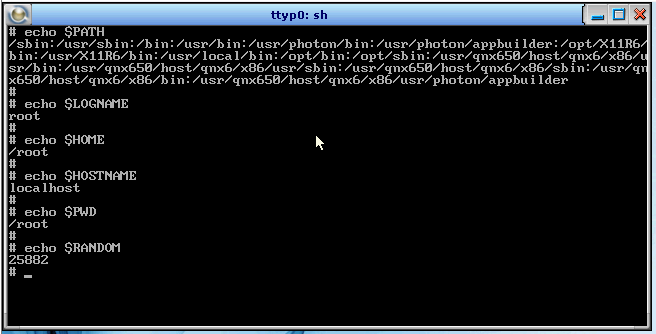 ttyp0: sh
# echo $PATH
/sbin:/usr/sbin:/bin:/usr/bin:/usr/photon/bin:/usr/photon/appbuilder:/opt/X11R6/
bin:/usr/X11R6/bin:/usr/local/bin:/opt/bin:/opt/sbin:/usr/qnx650/host/qnx6/x86/u
sr/bin:/usr/qnx650/host/qnx6/x86/usr/sbin:/usr/qnx650/host/qnx6/x86/sbin:/usr/qn
x650/host/qnx6/x86/bin:/usr/qnx650/host/qnx6/x86/usr/photon/appbuilder
#
# echo $LOGNAME
root
#
# echo $HOME
/root
#
# echo $HOSTNAME
localhost
#
# echo $PWD
/root
#
# echo $RANDOM
25882
# _